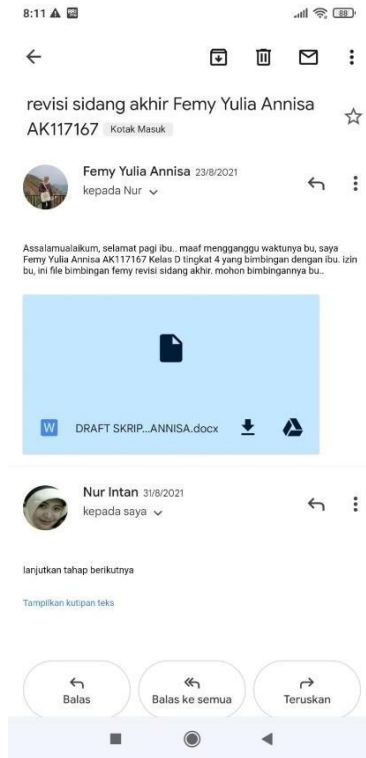 8:11
88
revisi sidang akhir Femy Yulia Annisa
AK117167 Kotak Masuk
Femy Yulia Annisa 23/8/2021
kepada Nur
Assalamualaikum, selamat pagi ibu.. maaf mengganggu waktunya bu, saya
Femy Yulia Annisa AK117167 Kelas D tingkat 4 yang bimbingan dengan ibu. izin
bu, ini file bimbingan femy revisi sidang akhir. mohon bimbingannya bu..
W DRAFT SKRIP...ANNISA.docx
Nur Intan 31/8/2021
kepada saya
lanjutkan tahap berikutnya
Tampilkan kutipan teks
Balas
Balas ke semua
Teruskan